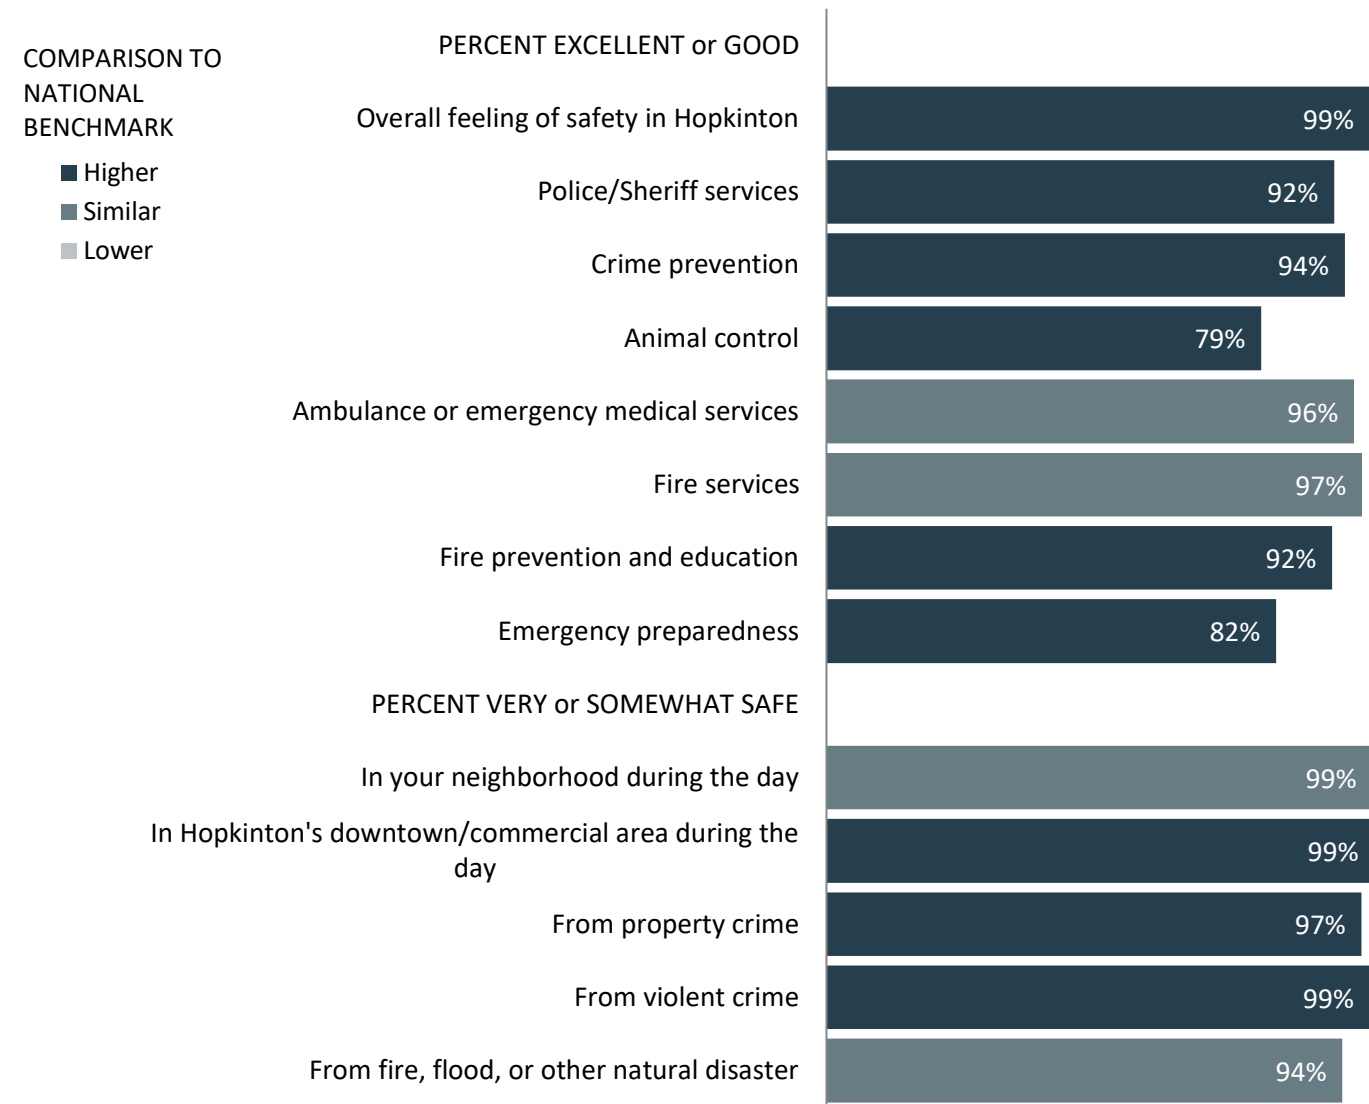 COMPARISON TO
NATIONAL
BENCHMARK
Higher
Similar
Lower
PERCENT EXCELLENT or GOOD
Overall feeling of safety in Hopkinton 99%
Police/Sheriff services 92%
Crime prevention 94%
Animal control 79%
Ambulance or emergency medical services 96%
Fire services 97%
Fire prevention and education 92%
Emergency preparedness 82%
PERCENT VERY or SOMEWHAT SAFE
In your neighborhood during the day 99%
In Hopkinton's downtown/commercial area during the
day 99%
From property crime 97%
From violent crime 99%
From fire, flood, or other natural disaster 94%